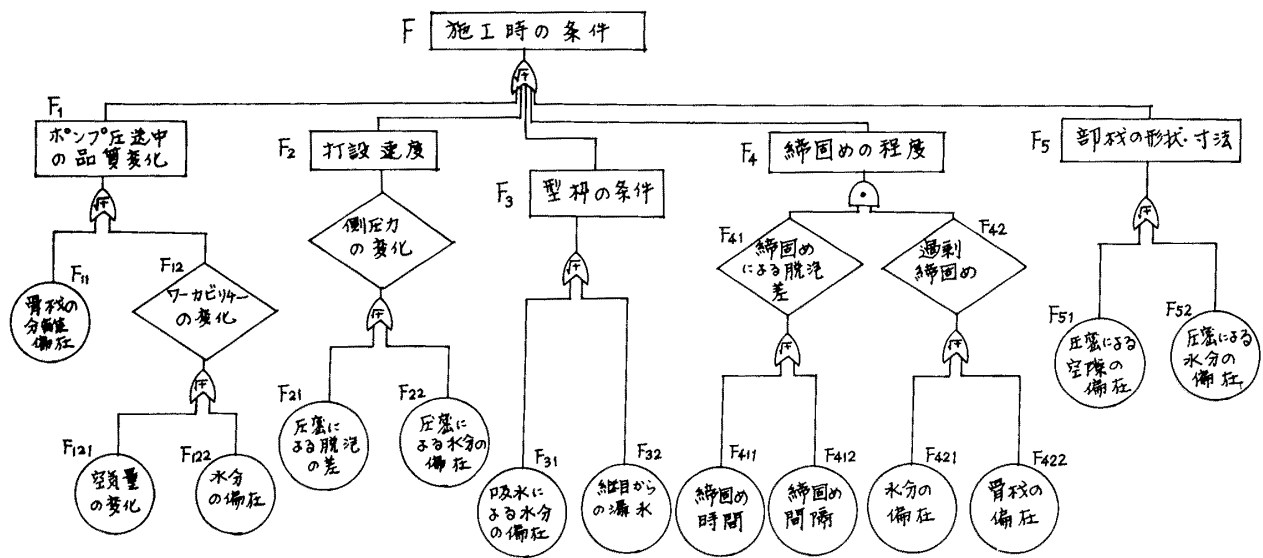 F 施工時の条件
F1
ポンプ圧送中
の品質変化
F2 打設速度
F3 型枠の条件
F4 締固めの程度
F5 部材の形状・寸法
側圧力
の変化
F11
骨材の
分離
偏在
F12
ワーカビリチー
の変化
F41
締固め
による脱泡
差
F42
過剰
締固め
F51
圧密による
空隙の
偏在
F52
圧密による
水分の
偏在
F121
空気量
の変化
F122
水分
の偏在
F21
圧密に
よる脱泡
の差
F22
圧密に
よる水分の
偏在
F31
吸水に
よる水分
の偏在
F32
継目から
の漏水
F411
締固め
時間
F412
締固め
間隔
F421
水分の
偏在
F422
骨材の
偏在